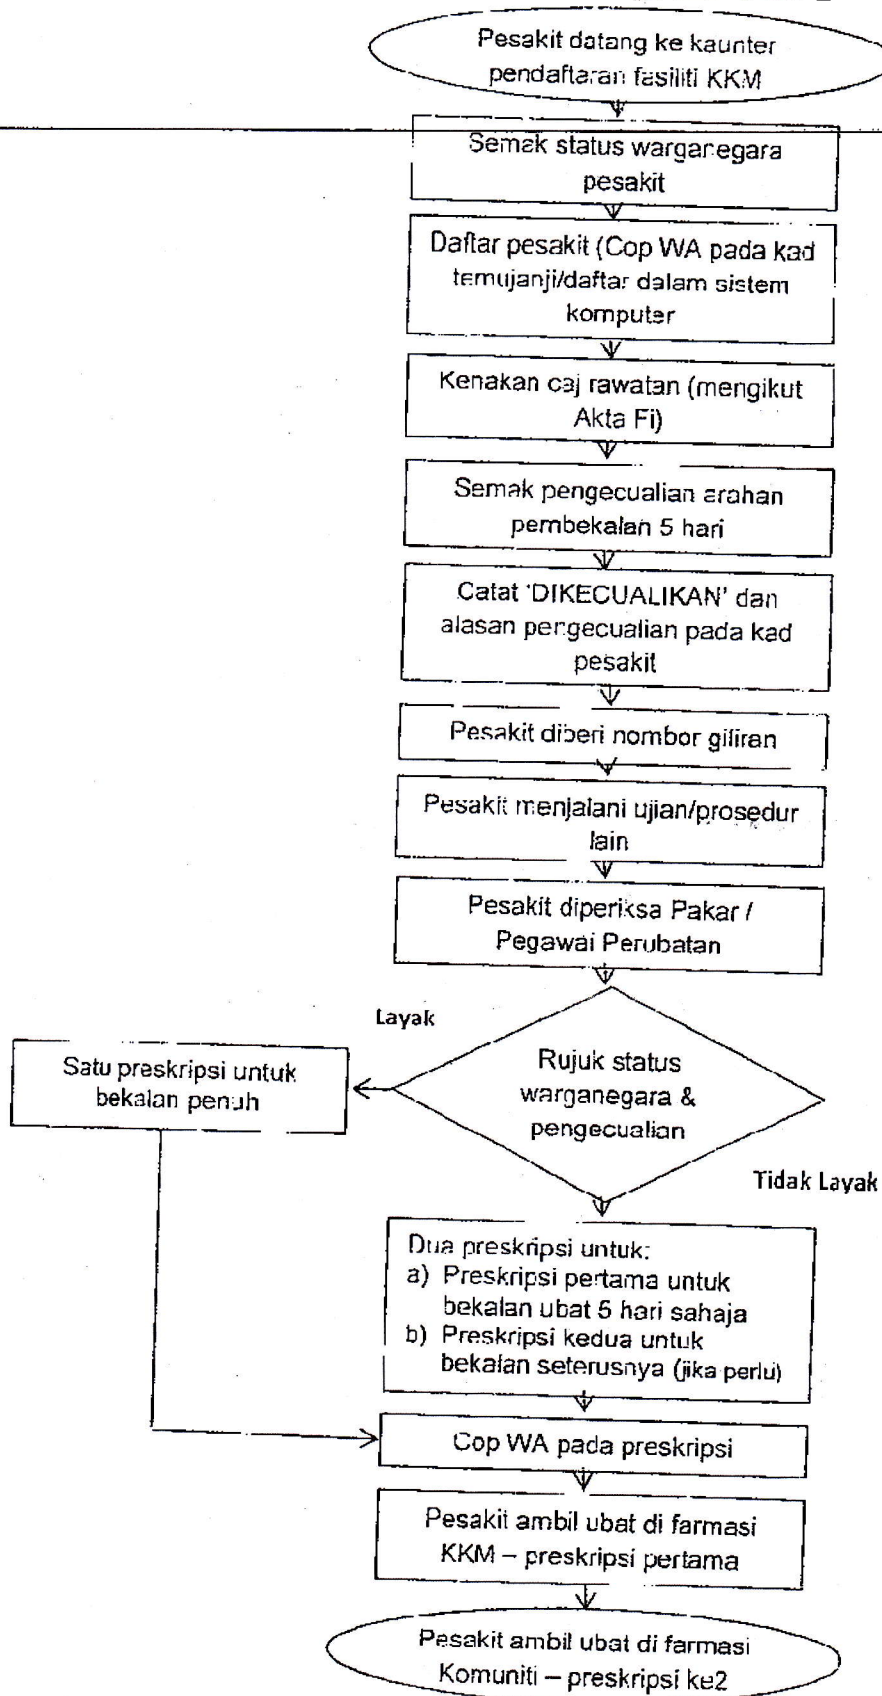 Pesakit datang ke kaunter
pendaftaran fasiliti KKM
Semak status warganegara
pesakit
Daftar pesakit (Cop WA pada kad
temujanji/daftar dalam sistem
komputer
Kenakan caj rawatan (mengikut
Akta Fi)
Semak pengecualian arahan
pembekalan 5 hari
Catat 'DIKECUALIKAN' dan
alasan pengecualian pada kad
pesakit
Pesakit diberi nombor giliran
Pesakit menjalani ujian/prosedur
lain
Pesakit diperiksa Pakar /
Pegawai Perubatan
Layak
Rujuk status
warganegara &
pengecualian
Satu preskripsi untuk
bekalan penuh
Tidak Layak
Dua preskripsi untuk:
a) Preskripsi pertama untuk
bekalan ubat 5 hari sahaja
b) Preskripsi kedua untuk
bekalan seterusnya (jika perlu)
Cop WA pada preskripsi
Pesakit ambil ubat di farmasi
KKM – preskripsi pertama
Pesakit ambil ubat di farmasi
Komuniti – preskripsi ke2